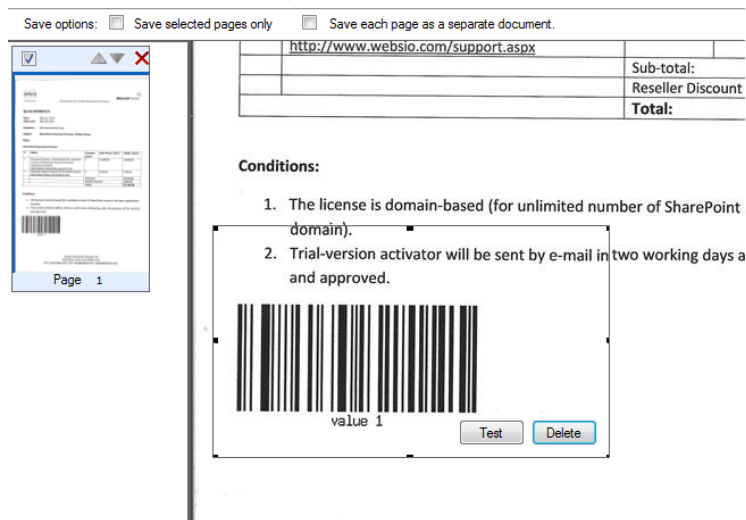 Save options: Save selected pages only Save each page as a separate document.
http://www.websio.com/support.aspx
Sub-total:
Reseller Discount
Total:
Conditions:
1. The license is domain-based (for unlimited number of SharePoint
domain).
2. Trial-version activator will be sent by e-mail in two working days a
and approved.
value 1
Test Delete
Page 1